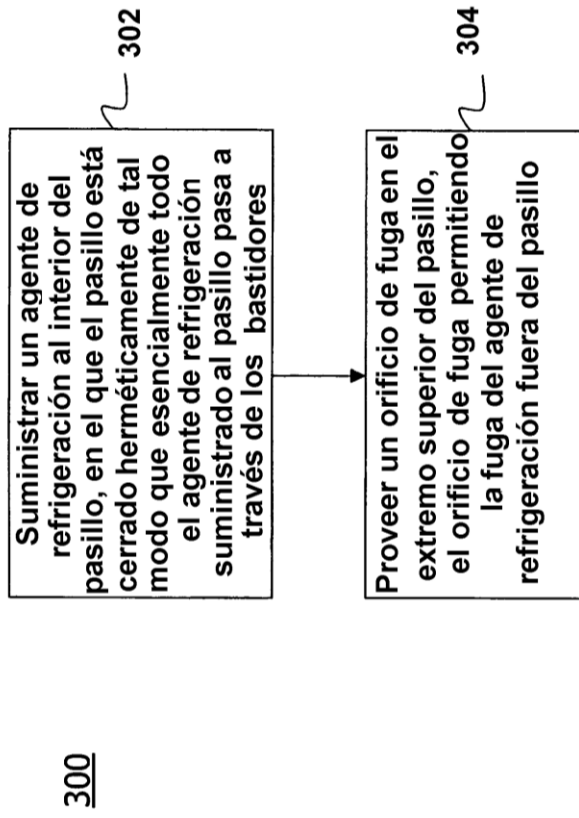 300
Suministrar un agente de
refrigeración al interior del
pasillo, en el que el pasillo está
cerrado herméticamente de tal
modo que esencialmente todo
el agente de refrigeración
suministrado al pasillo pasa a
través de los bastidores
302
Proveer un orificio de fuga en el
extremo superior del pasillo,
el orificio de fuga permitiendo
la fuga del agente de
refrigeración fuera del pasillo
304